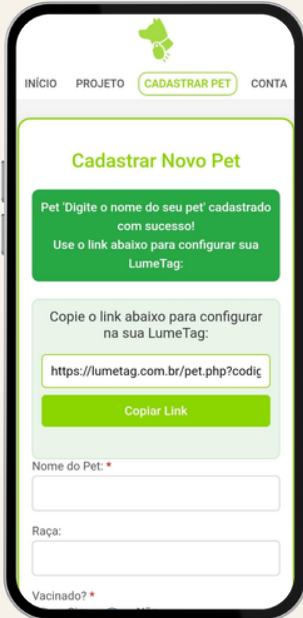 INÍCIO PROJETO CADASTRAR PET CONTA
Cadastrar Novo Pet
Pet 'Digite o nome do seu pet' cadastrado
com sucesso!
Use o link abaixo para configurar sua
LumeTag:
Copie o link abaixo para configurar
na sua LumeTag:
https://lumetag.com.br/pet.php?codig
Copiar Link
Nome do Pet: *
Raça:
Vacinado? *